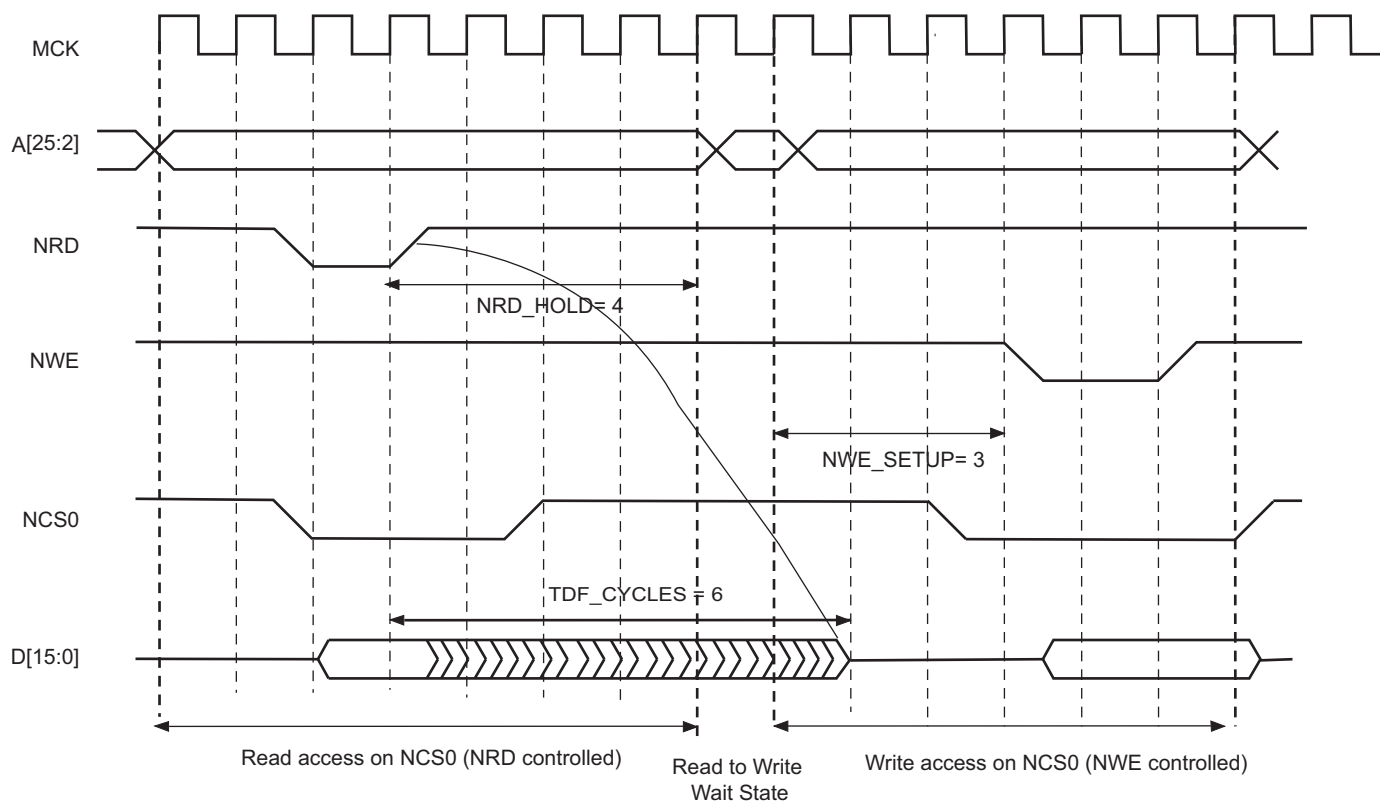 MCK
A[25:2]
NRD
NRD_HOLD= 4
NWE
NWE_SETUP= 3
NCS0
TDF_CYCLES = 6
D[15:0]
Read access on NCS0 (NRD controlled)
Read to Write
Wait State
Write access on NCS0 (NWE controlled)